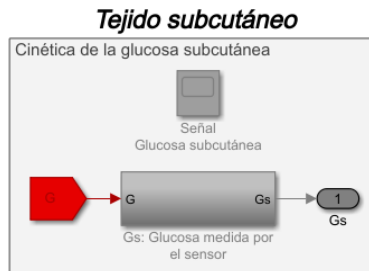 Tejido subcutáneo
Cinética de la glucosa subcutánea
Señal
Glucosa subcutánea
G
G
Gs
1
Gs
Gs: Glucosa medida por
el sensor